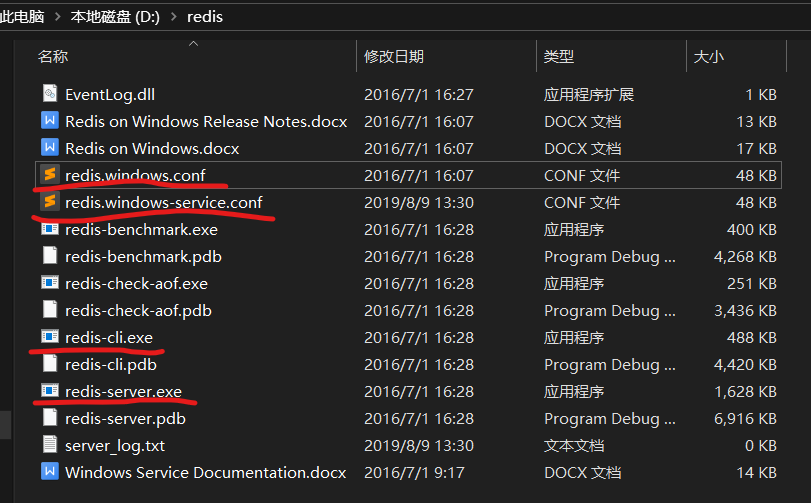 此电脑 > 本地磁盘 (D:) > redis
名称 修改日期 类型 大小
EventLog.dll 2016/7/1 16:27 应用程序扩展 1 KB
Redis on Windows Release Notes.docx 2016/7/1 16:07 DOCX 文档 13 KB
Redis on Windows.docx 2016/7/1 16:07 DOCX 文档 17 KB
redis.windows.conf 2016/7/1 16:07 CONF 文件 48 KB
redis.windows-service.conf 2019/8/9 13:30 CONF 文件 48 KB
redis-benchmark.exe 2016/7/1 16:28 应用程序 400 KB
redis-benchmark.pdb 2016/7/1 16:28 Program Debug ... 4,268 KB
redis-check-aof.exe 2016/7/1 16:28 应用程序 251 KB
redis-check-aof.pdb 2016/7/1 16:28 Program Debug ... 3,436 KB
redis-cli.exe 2016/7/1 16:28 应用程序 488 KB
redis-cli.pdb 2016/7/1 16:28 Program Debug ... 4,420 KB
redis-server.exe 2016/7/1 16:28 应用程序 1,628 KB
redis-server.pdb 2016/7/1 16:28 Program Debug ... 6,916 KB
server_log.txt 2019/8/9 13:30 文本文档 0 KB
Windows Service Documentation.docx 2016/7/1 9:17 DOCX 文档 14 KB